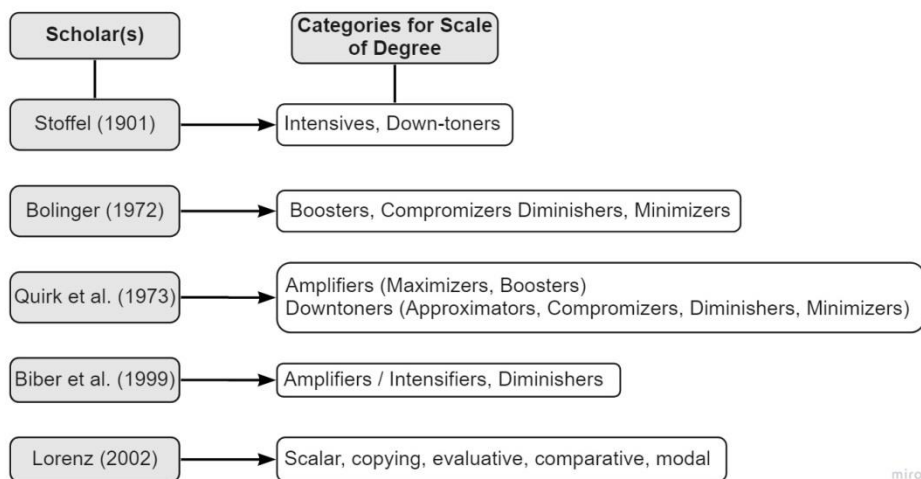 Scholar(s)
Categories for Scale
of Degree
Stoffel (1901)
Intensives, Down-toners
Bolinger (1972)
Boosters, Compromizers Diminishers, Minimizers
Quirk et al. (1973)
Amplifiers (Maximizers, Boosters)
Downtoners (Approximators, Compromizers, Diminishers, Minimizers)
Biber et al. (1999)
Amplifiers / Intensifiers, Diminishers
Lorenz (2002)
Scalar, copying, evaluative, comparative, modal
miro